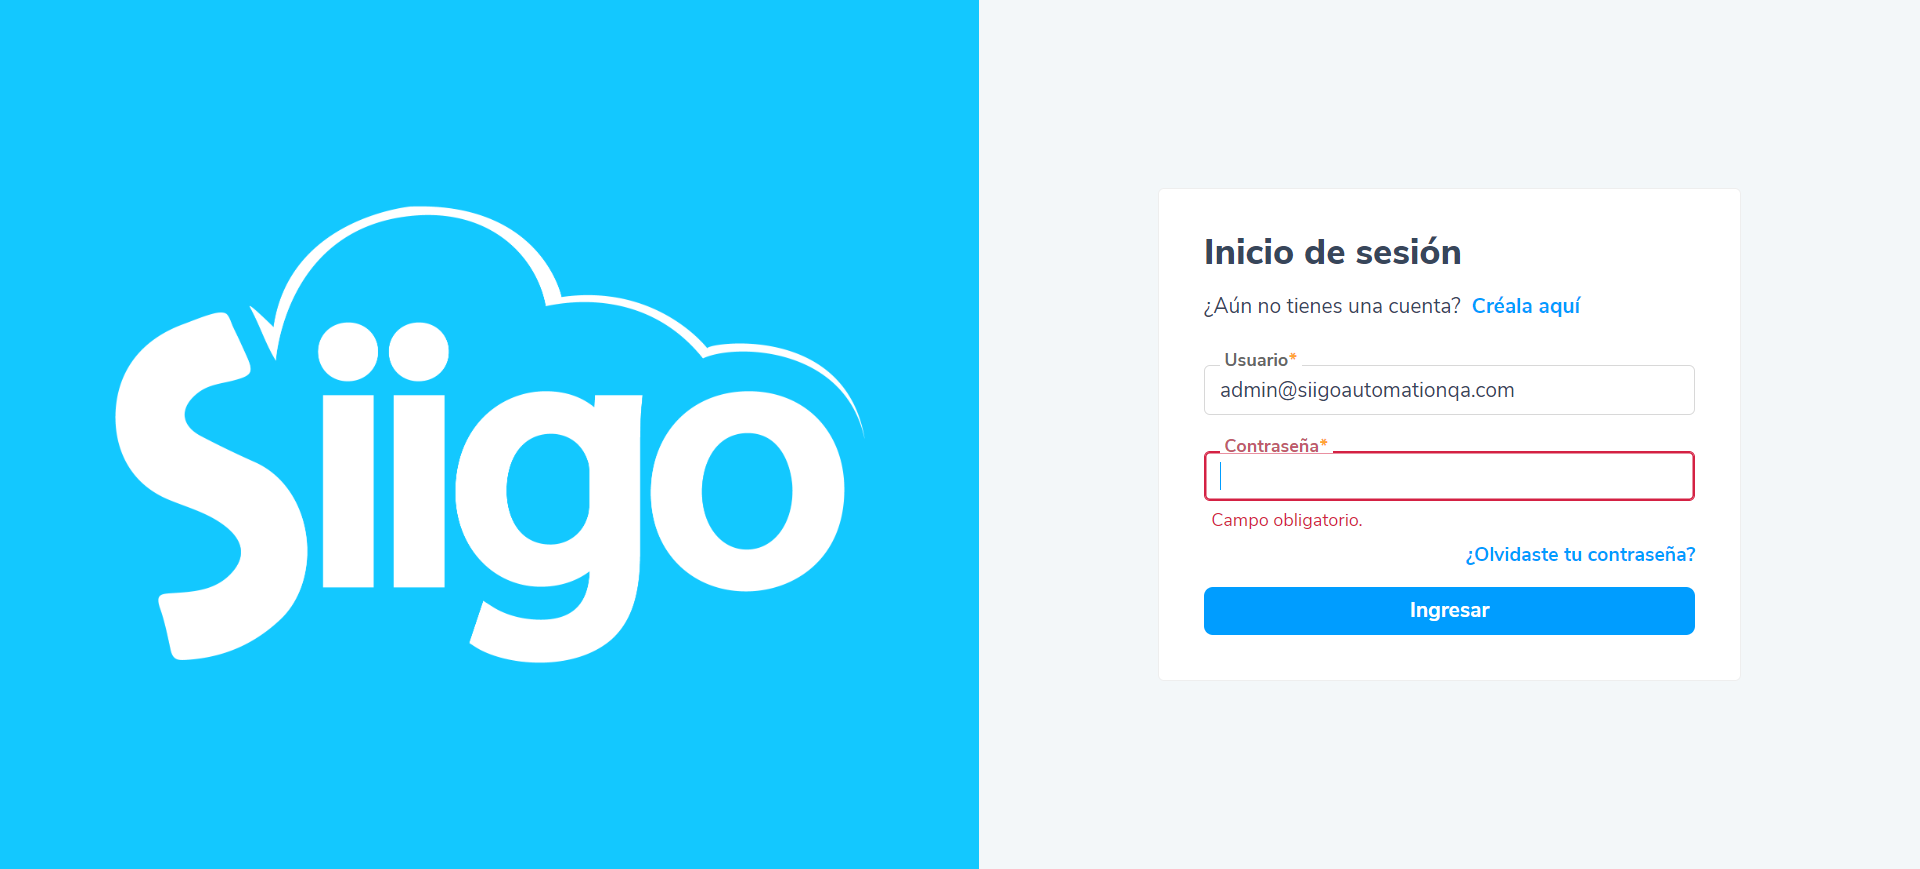 Siigo
Inicio de sesión
¿Aún no tienes una cuenta? Créala aquí
Usuario*
admin@siigoautomationqa.com
Contraseña*
Campo obligatorio.
¿Olvidaste tu contraseña?
Ingresar